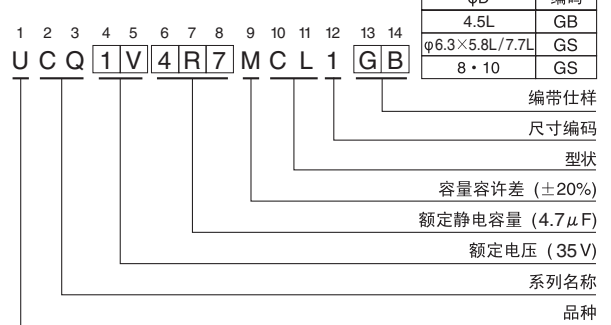 φD 编码
4.5L GB
φ6.3×5.8L/7.7L GS
8・10 GS
1 2 3 4 5 6 7 8 9 10 11 12 13 14
U C Q 1 V 4 R 7 M C L 1 G B
编带仕样
尺寸编码
型状
容量容许差 (±20%)
额定静电容量 (4.7μF)
额定电压 (35V)
系列名称
品种